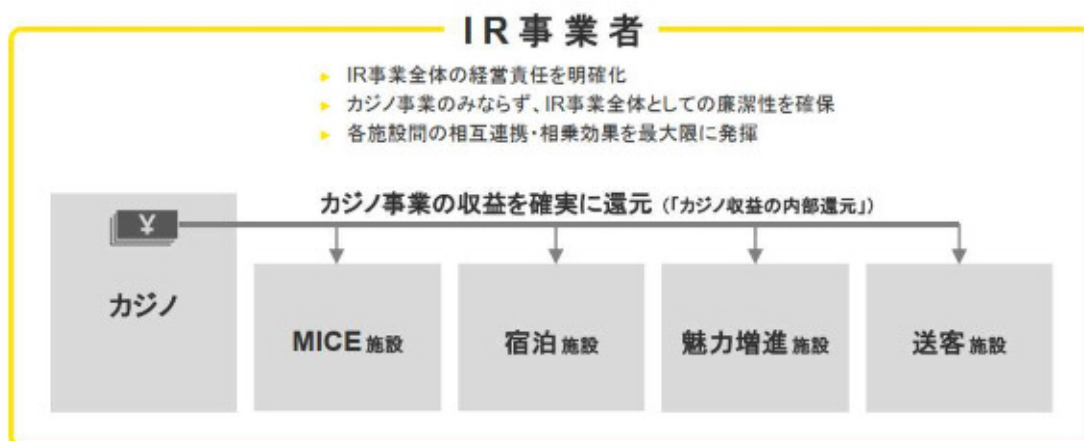 IR事業者
▶ IR事業全体の経営責任を明確化
▶ カジノ事業のみならず、IR事業全体としての廉潔性を確保
▶ 各施設間の相互連携・相乗効果を最大限に発揮
カジノ事業の収益を確実に還元（「カジノ収益の内部還元」）
¥
カジノ
MICE施設
宿泊施設
魅力増進施設
送客施設